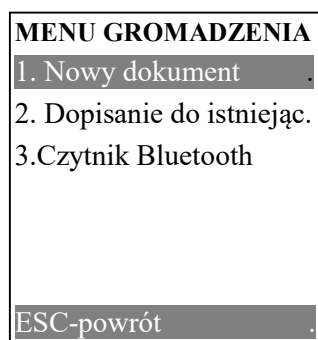 MENU GROMADZENIA
1. Nowy dokument .
2. Dopisanie do istniejąc.
3.Czytnik Bluetooth
ESC-powrót .